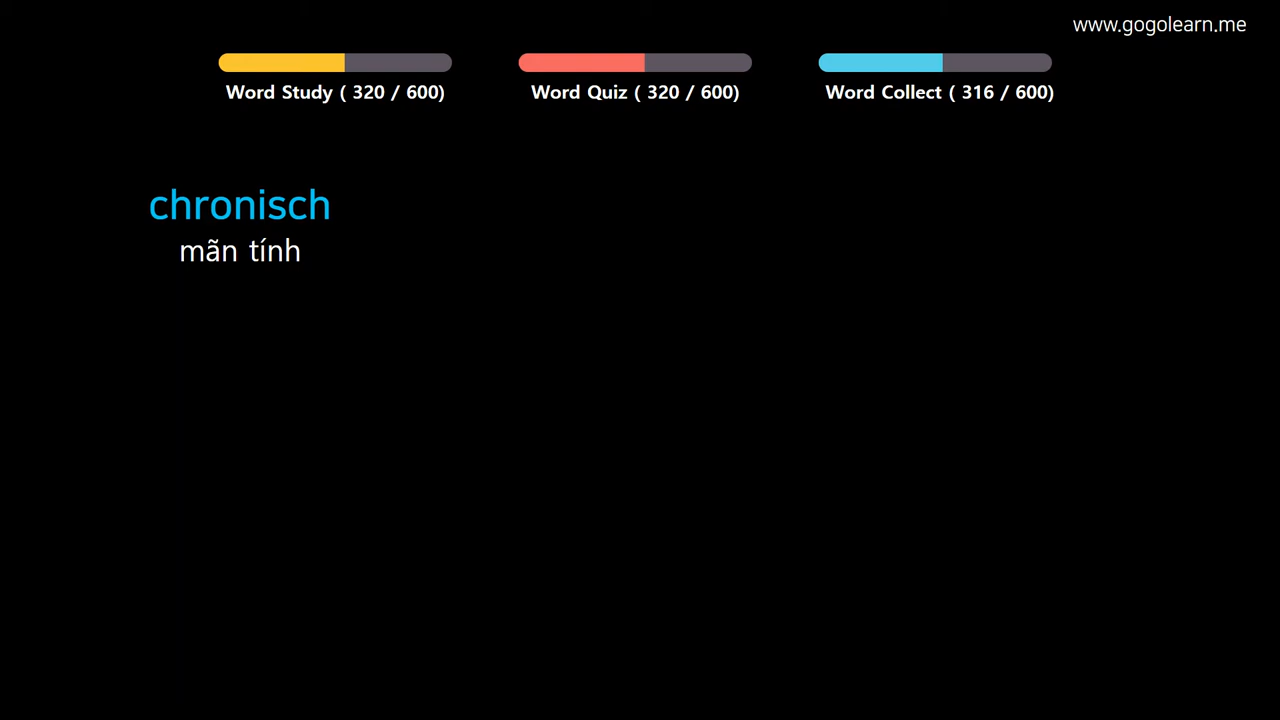 www.gogolearn.me
Word Study ( 320 / 600)
Word Quiz ( 320 / 600)
Word Collect ( 316 / 600)
chronisch
mãn tính